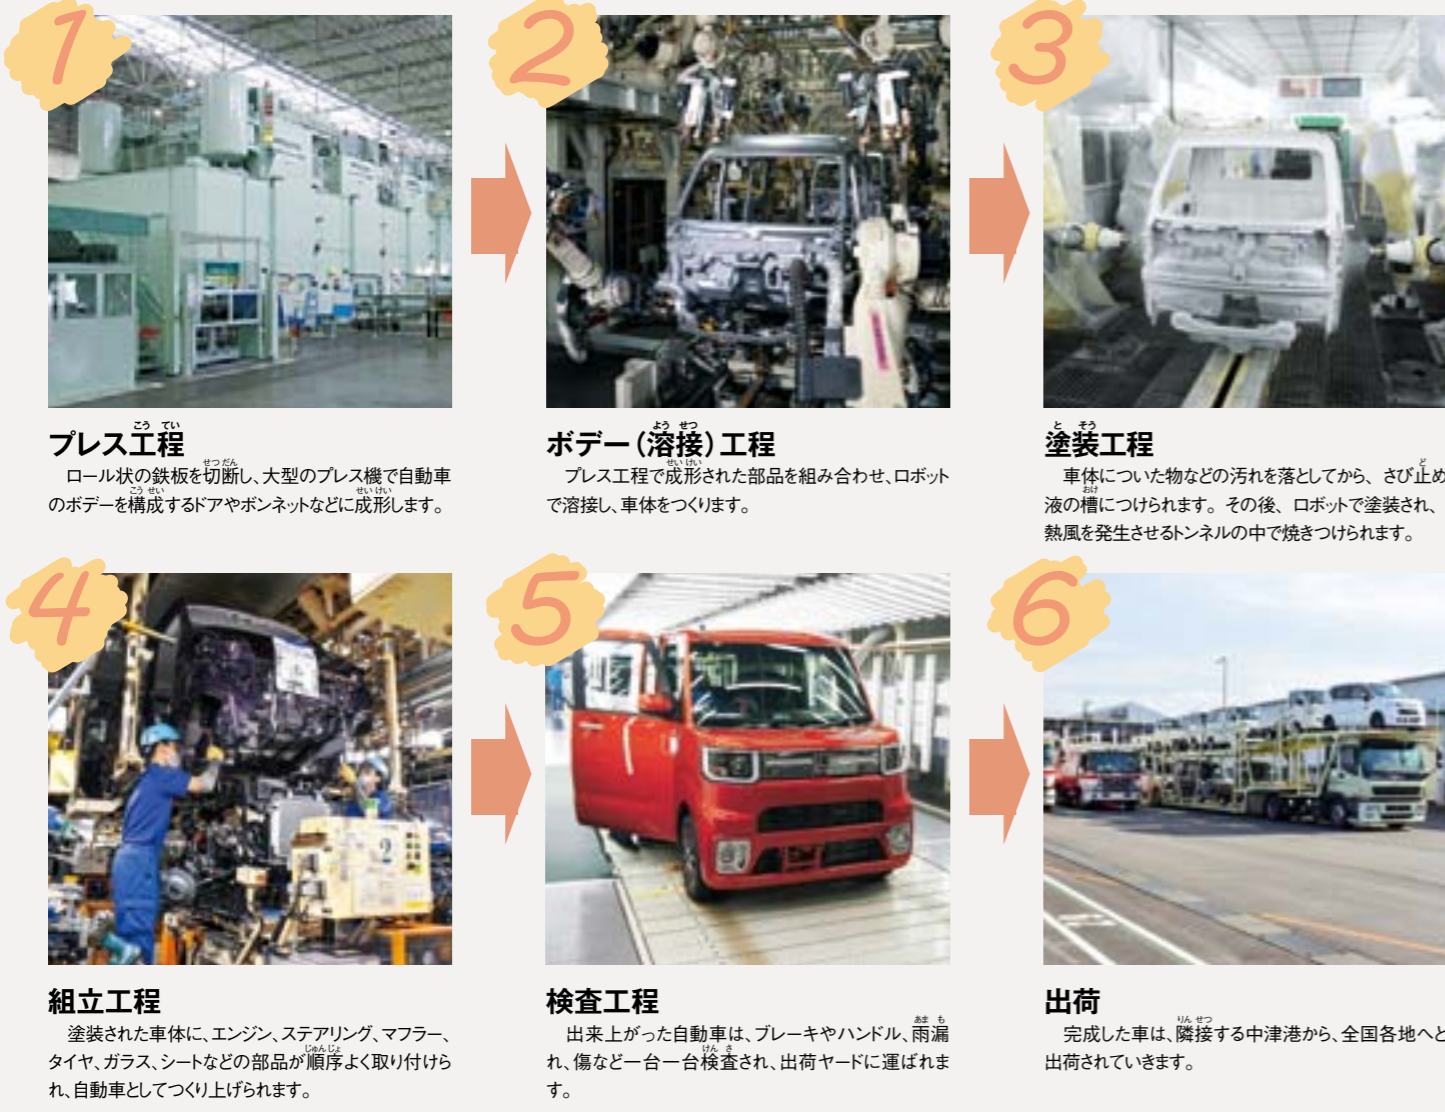 1
プレス工程
ロール状の鉄板を切断し、大型のプレス機で自動車
のボデーを構成するドアやボンネットなどに成形します。
2
ボデー（溶接）工程
プレス工程で成形された部品を組み合わせ、ロボット
で溶接し、車体をつくります。
3
塗装工程
車体についた物などの汚れを落としてから、さび止め
液の槽につけられます。その後、ロボットで塗装され、
熱風を発生させるトンネルの中で焼きつけられます。
4
組立工程
塗装された車体に、エンジン、ステアリング、マフラー、
タイヤ、ガラス、シートなどの部品が順序よく取り付けら
れ、自動車としてつくり上げられます。
5
検査工程
出来上がった自動車は、ブレーキやハンドル、雨漏
れ、傷など一台一台検査され、出荷ヤードに運ばれま
す。
6
出荷
完成した車は、隣接する中津港から、全国各地へと
出荷されていきます。